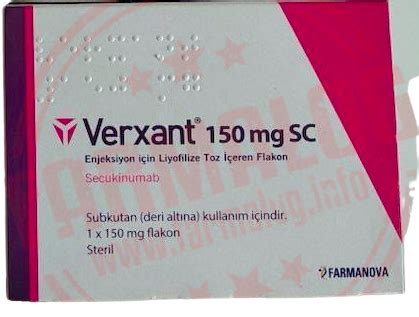 Verxant® 150 mg SC
Enjeksiyon için Liyofilize Toz İçeren Flakon
Secukinumab
Subkutan (deri altına) kullanım içindir.
1 x 150 mg flakon
Steril
FARMANOVA